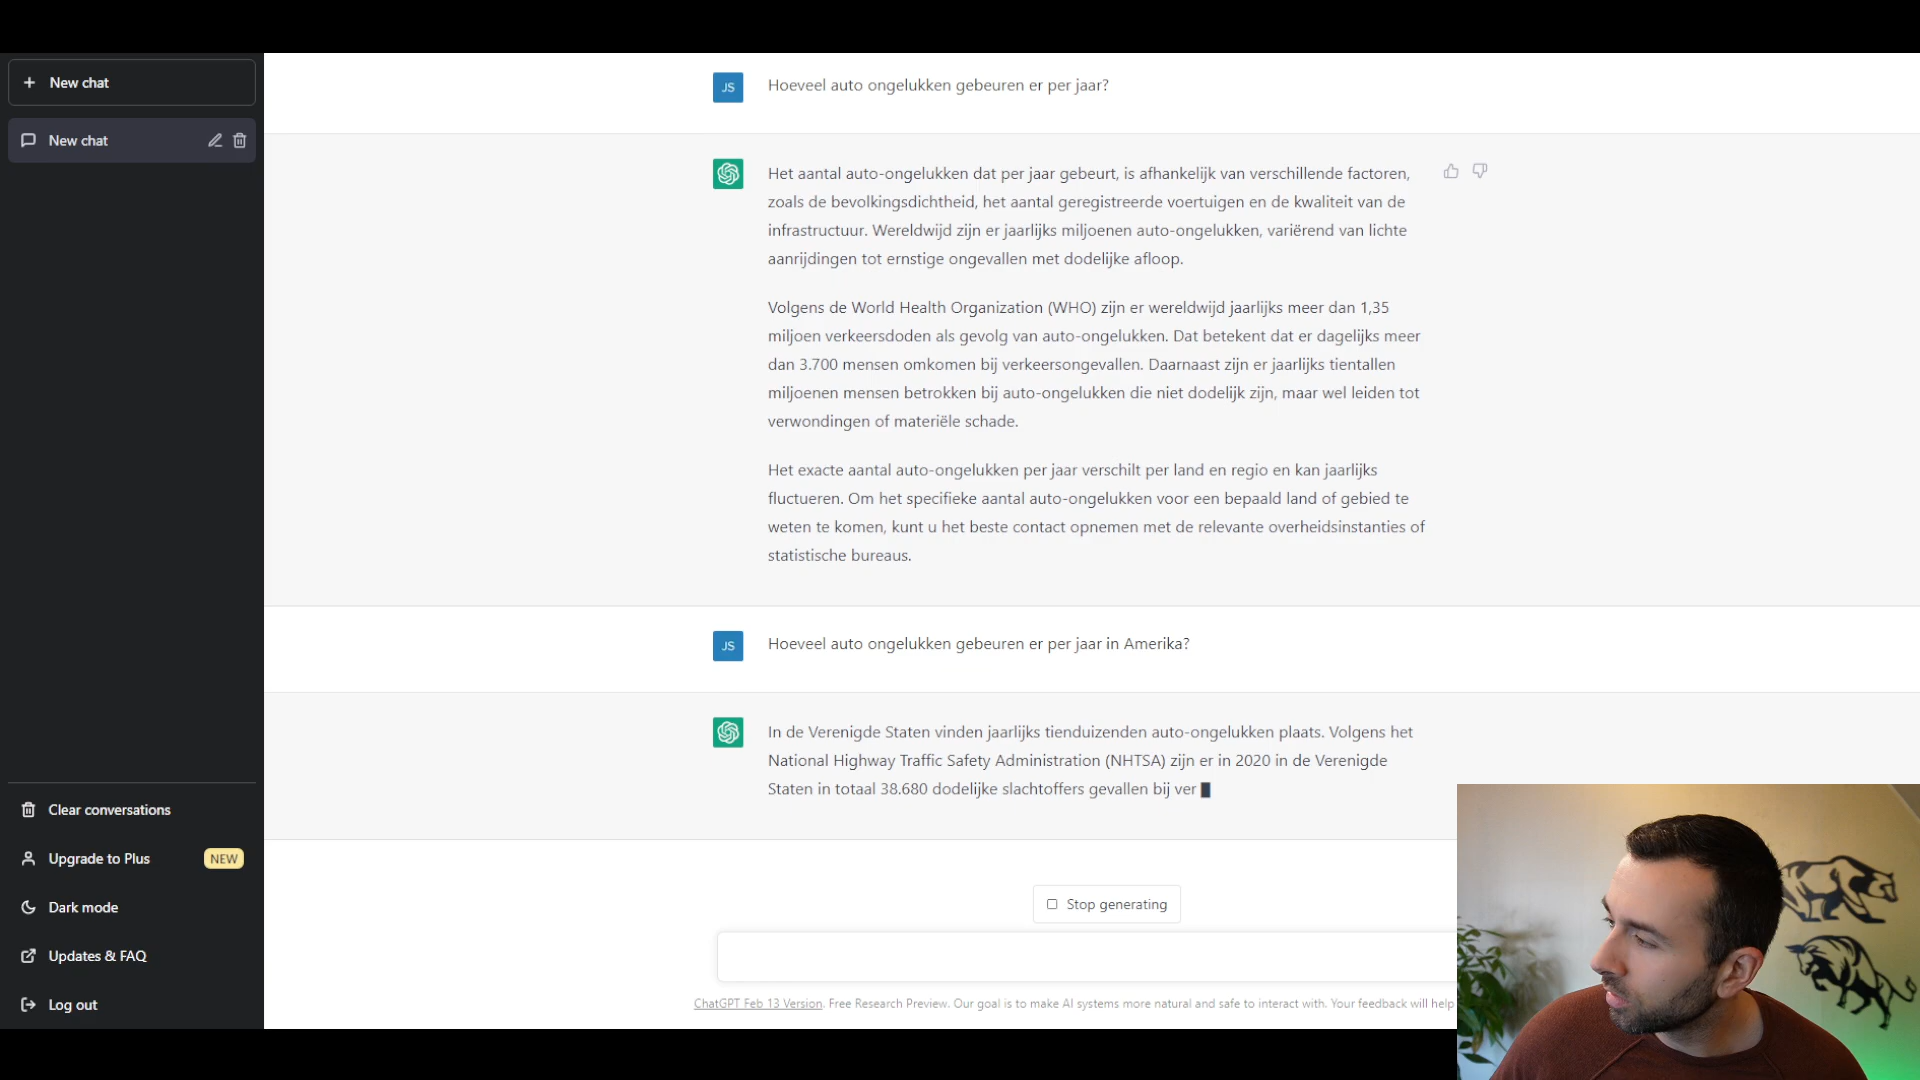 New chat
New chat
Clear conversations
Upgrade to Plus NEW
Dark mode
Updates & FAQ
Log out
JS Hoeveel auto ongelukken gebeuren er per jaar?
Het aantal auto-ongelukken dat per jaar gebeurt, is afhankelijk van verschillende factoren,
zoals de bevolkingsdichtheid, het aantal geregistreerde voertuigen en de kwaliteit van de
infrastructuur. Wereldwijd zijn er jaarlijks miljoenen auto-ongelukken, variërend van lichte
aanrijdingen tot ernstige ongevallen met dodelijke afloop.
Volgens de World Health Organization (WHO) zijn er wereldwijd jaarlijks meer dan 1,35
miljoen verkeersdoden als gevolg van auto-ongelukken. Dat betekent dat er dagelijks meer
dan 3.700 mensen omkomen bij verkeersongevallen. Daarnaast zijn er jaarlijks tientallen
miljoenen mensen betrokken bij auto-ongelukken die niet dodelijk zijn, maar wel leiden tot
verwondingen of materiële schade.
Het exacte aantal auto-ongelukken per jaar verschilt per land en regio en kan jaarlijks
fluctueren. Om het specifieke aantal auto-ongelukken voor een bepaald land of gebied te
weten te komen, kunt u het beste contact opnemen met de relevante overheidsinstanties of
statistische bureaus.
JS Hoeveel auto ongelukken gebeuren er per jaar in Amerika?
In de Verenigde Staten vinden jaarlijks tienduizenden auto-ongelukken plaats. Volgens het
National Highway Traffic Safety Administration (NHTSA) zijn er in 2020 in de Verenigde
Staten in totaal 38.680 dodelijke slachtoffers gevallen bij ver
Stop generating
ChatGPT Feb 13 Version. Free Research Preview. Our goal is to make AI systems more natural and safe to interact with. Your feedback will help